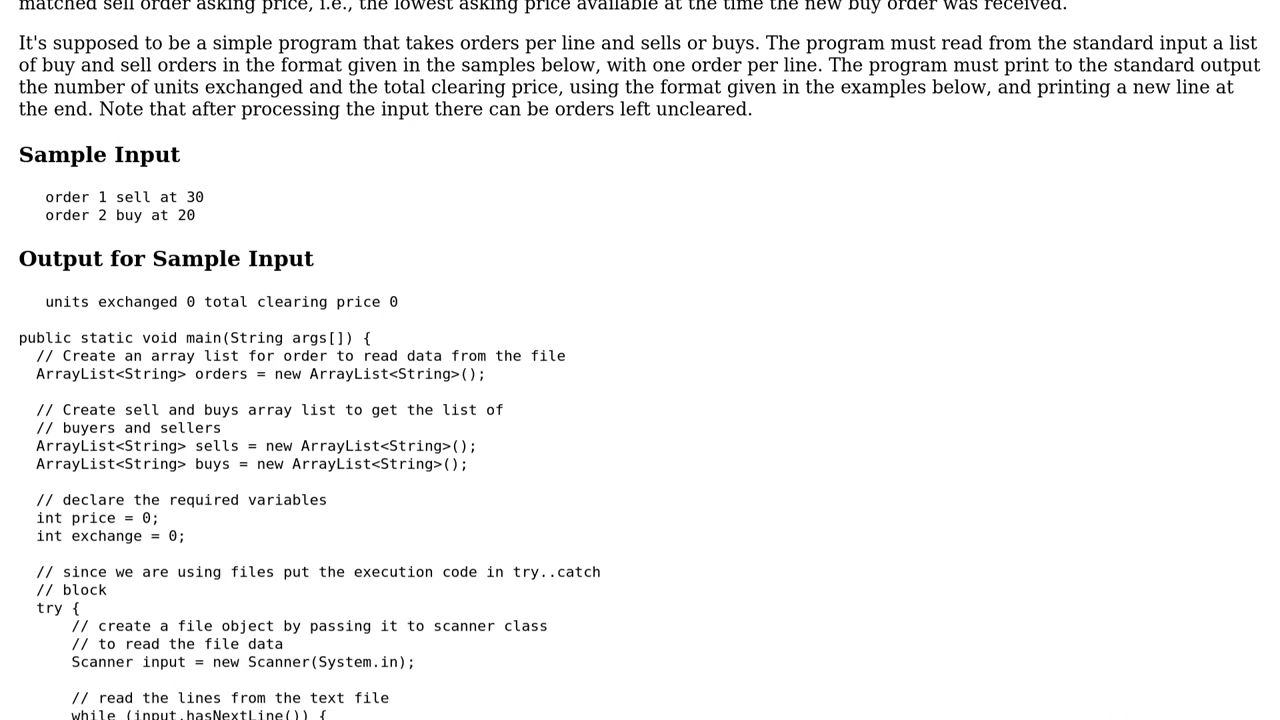 matched sell order asking price, i.e., the lowest asking price available at the time the new buy order was received.
It's supposed to be a simple program that takes orders per line and sells or buys. The program must read from the standard input a list
of buy and sell orders in the format given in the samples below, with one order per line. The program must print to the standard output
the number of units exchanged and the total clearing price, using the format given in the examples below, and printing a new line at
the end. Note that after processing the input there can be orders left uncleared.
Sample Input
order 1 sell at 30
order 2 buy at 20
Output for Sample Input
units exchanged 0 total clearing price 0
public static void main(String args[]) {
// Create an array list for order to read data from the file
ArrayList<String> orders = new ArrayList<String>();
// Create sell and buys array list to get the list of
// buyers and sellers
ArrayList<String> sells = new ArrayList<String>();
ArrayList<String> buys = new ArrayList<String>();
// declare the required variables
int price = 0;
int exchange = 0;
// since we are using files put the execution code in try..catch
// block
try {
// create a file object by passing it to scanner class
// to read the file data
Scanner input = new Scanner(System.in);
// read the lines from the text file
while (input.hasNextLine()) {